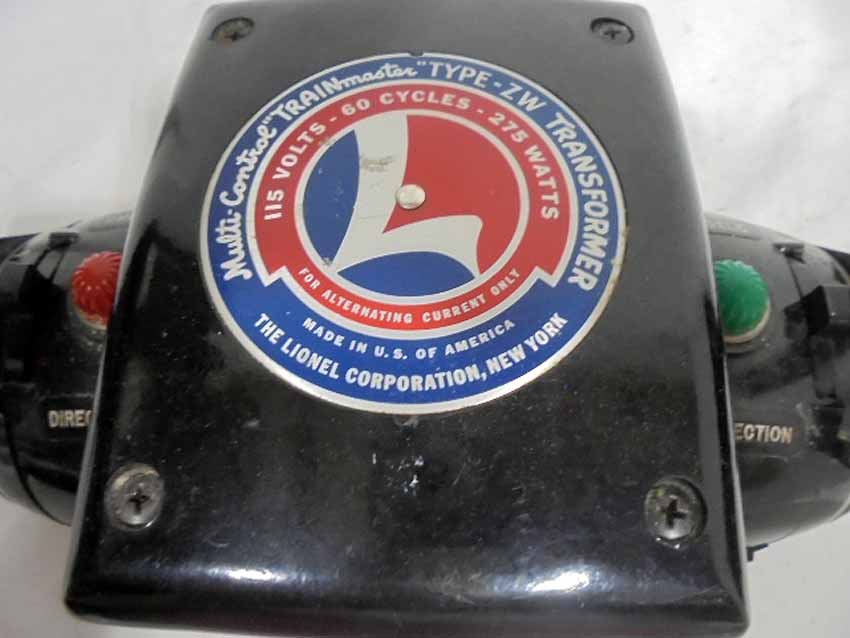 Multi-Control "TRAINmaster" TYPE-ZW TRANSFORMER
115 VOLTS - 60 CYCLES - 275 WATTS
L
FOR ALTERNATING CURRENT ONLY
MADE IN U.S. OF AMERICA
THE LIONEL CORPORATION, NEW YORK
DIREC
ECTION